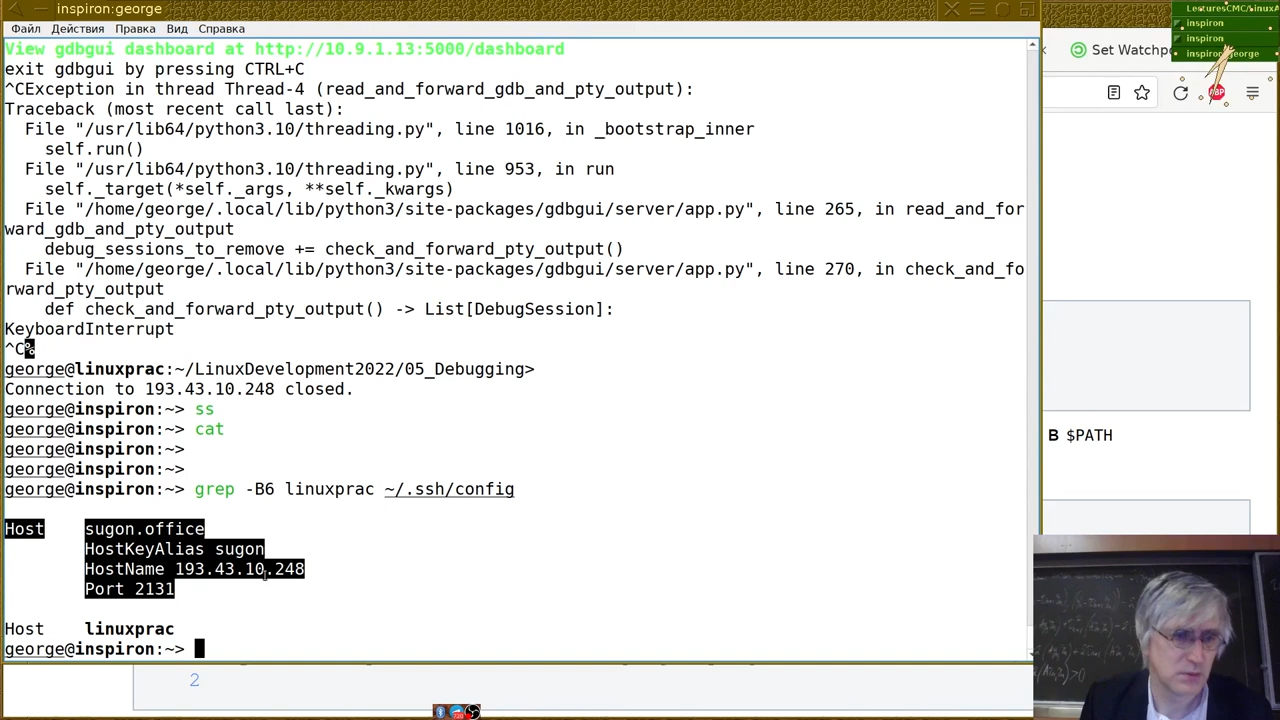 inspiron:george
Файл Действия Правка Вид Справка
View gdbgui dashboard at http://10.9.1.13:5000/dashboard
exit gdbgui by pressing CTRL+C
^CException in thread Thread-4 (read_and_forward_gdb_and_pty_output):
Traceback (most recent call last):
  File "/usr/lib64/python3.10/threading.py", line 1016, in _bootstrap_inner
    self.run()
  File "/usr/lib64/python3.10/threading.py", line 953, in run
    self._target(*self._args, **self._kwargs)
  File "/home/george/.local/lib/python3/site-packages/gdbgui/server/app.py", line 265, in read_and_for
ward_gdb_and_pty_output
    debug_sessions_to_remove += check_and_forward_pty_output()
  File "/home/george/.local/lib/python3/site-packages/gdbgui/server/app.py", line 270, in check_and_fo
rward_pty_output
    def check_and_forward_pty_output() -> List[DebugSession]:
KeyboardInterrupt
^C%
george@linuxprac:~/LinuxDevelopment2022/05_Debugging>
Connection to 193.43.10.248 closed.
george@inspiron:~> ss
george@inspiron:~> cat
george@inspiron:~>
george@inspiron:~>
george@inspiron:~> grep -B6 linuxprac ~/.ssh/config
Host    sugon.office
        HostKeyAlias sugon
        HostName 193.43.10.248
        Port 2131
Host    linuxprac
george@inspiron:~>
LecturesCMC/LinuxA
inspiron
inspiron
inspiron:george
Set Watchp
ABP
в $PATH
2